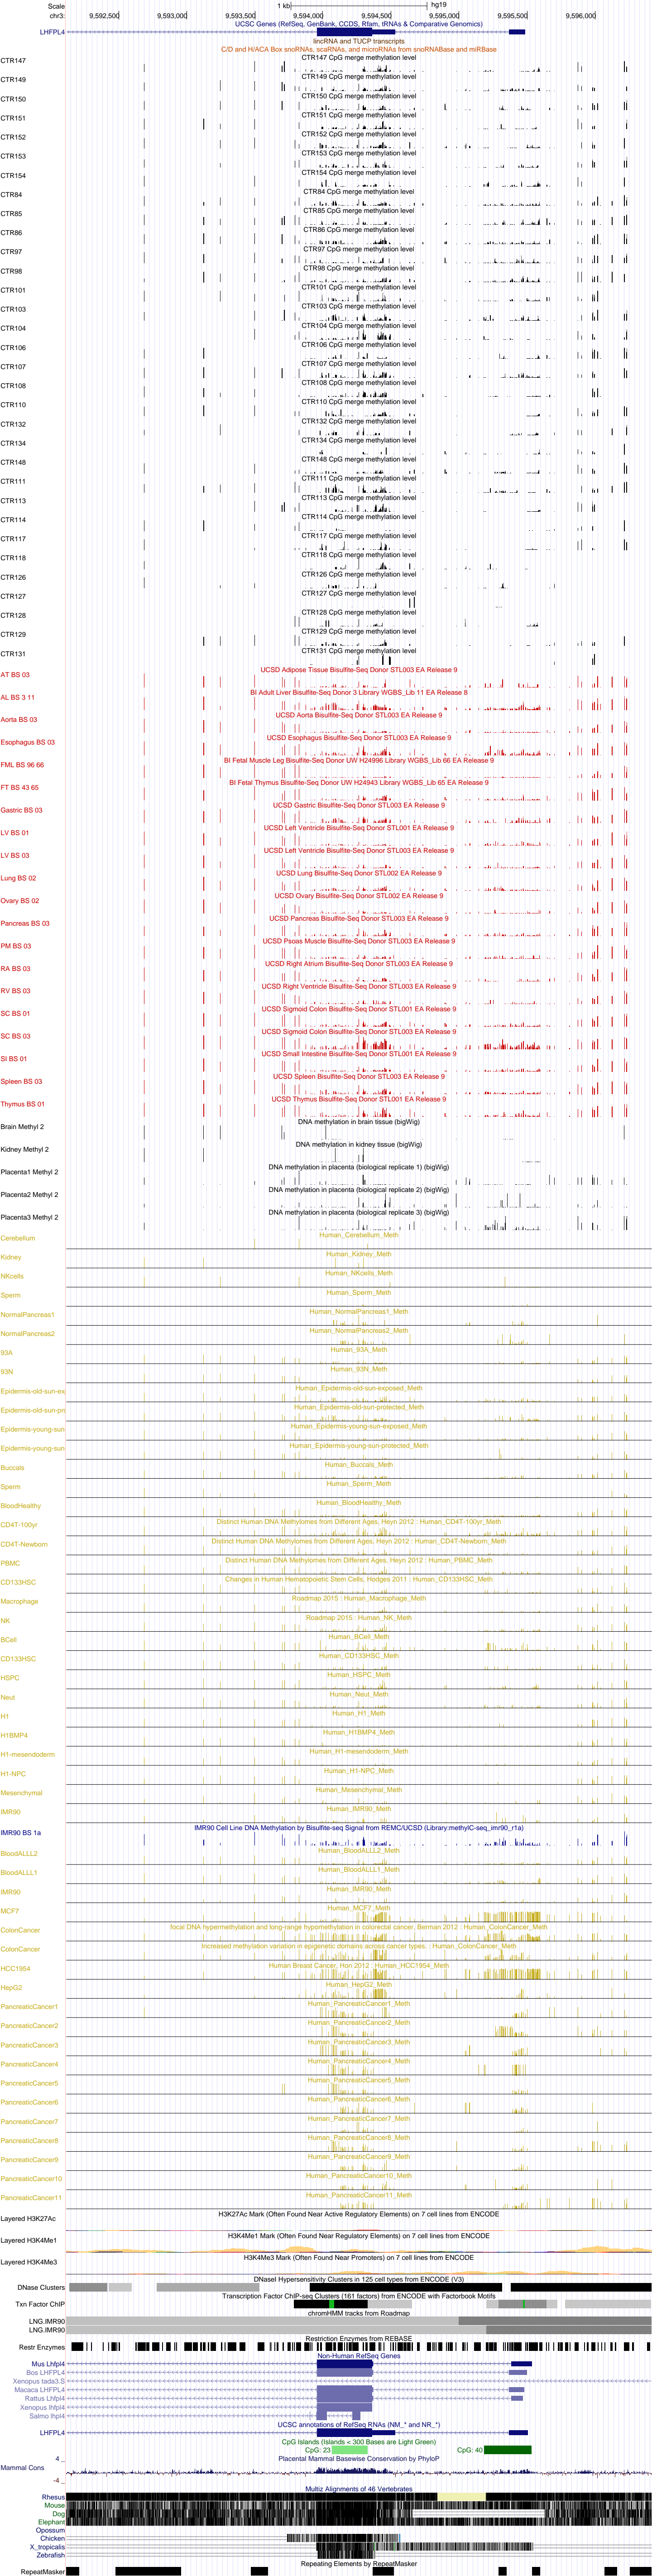 Scale 1 kb hg19
chr3: 9,592,500 9,593,000 9,593,500 9,594,000 9,594,500 9,595,000 9,595,500 9,596,000
UCSC Genes (RefSeq, GenBank, CCDS, Rfam, tRNAs & Comparative Genomics)
LHFPL4
lincRNA and TUCP transcripts
C/D and H/ACA Box snoRNAs, scaRNAs, and microRNAs from snoRNABase and miRBase
CTR147 CTR147 CpG merge methylation level
CTR149 CTR149 CpG merge methylation level
CTR150 CTR150 CpG merge methylation level
CTR151 CTR151 CpG merge methylation level
CTR152 CTR152 CpG merge methylation level
CTR153 CTR153 CpG merge methylation level
CTR154 CTR154 CpG merge methylation level
CTR84 CTR84 CpG merge methylation level
CTR85 CTR85 CpG merge methylation level
CTR86 CTR86 CpG merge methylation level
CTR97 CTR97 CpG merge methylation level
CTR98 CTR98 CpG merge methylation level
CTR101 CTR101 CpG merge methylation level
CTR103 CTR103 CpG merge methylation level
CTR104 CTR104 CpG merge methylation level
CTR106 CTR106 CpG merge methylation level
CTR107 CTR107 CpG merge methylation level
CTR108 CTR108 CpG merge methylation level
CTR110 CTR110 CpG merge methylation level
CTR132 CTR132 CpG merge methylation level
CTR134 CTR134 CpG merge methylation level
CTR148 CTR148 CpG merge methylation level
CTR111 CTR111 CpG merge methylation level
CTR113 CTR113 CpG merge methylation level
CTR114 CTR114 CpG merge methylation level
CTR117 CTR117 CpG merge methylation level
CTR118 CTR118 CpG merge methylation level
CTR126 CTR126 CpG merge methylation level
CTR127 CTR127 CpG merge methylation level
CTR128 CTR128 CpG merge methylation level
CTR129 CTR129 CpG merge methylation level
CTR131 CTR131 CpG merge methylation level
AT BS 03 UCSD Adipose Tissue Bisulfite-Seq Donor STL003 EA Release 9
AL BS 3 11 BI Adult Liver Bisulfite-Seq Donor 3 Library WGBS_Lib 11 EA Release 8
Aorta BS 03 UCSD Aorta Bisulfite-Seq Donor STL003 EA Release 9
Esophagus BS 03 UCSD Esophagus Bisulfite-Seq Donor STL003 EA Release 9
FML BS 96 66 BI Fetal Muscle Leg Bisulfite-Seq Donor UW H24996 Library WGBS_Lib 66 EA Release 9
FT BS 43 65 BI Fetal Thymus Bisulfite-Seq Donor UW H24943 Library WGBS_Lib 65 EA Release 9
Gastric BS 03 UCSD Gastric Bisulfite-Seq Donor STL003 EA Release 9
LV BS 01 UCSD Left Ventricle Bisulfite-Seq Donor STL001 EA Release 9
LV BS 03 UCSD Left Ventricle Bisulfite-Seq Donor STL003 EA Release 9
Lung BS 02 UCSD Lung Bisulfite-Seq Donor STL002 EA Release 9
Ovary BS 02 UCSD Ovary Bisulfite-Seq Donor STL002 EA Release 9
Pancreas BS 03 UCSD Pancreas Bisulfite-Seq Donor STL003 EA Release 9
PM BS 03 UCSD Psoas Muscle Bisulfite-Seq Donor STL003 EA Release 9
RA BS 03 UCSD Right Atrium Bisulfite-Seq Donor STL003 EA Release 9
RV BS 03 UCSD Right Ventricle Bisulfite-Seq Donor STL003 EA Release 9
SC BS 01 UCSD Sigmoid Colon Bisulfite-Seq Donor STL001 EA Release 9
SC BS 03 UCSD Sigmoid Colon Bisulfite-Seq Donor STL003 EA Release 9
SI BS 01 UCSD Small Intestine Bisulfite-Seq Donor STL001 EA Release 9
Spleen BS 03 UCSD Spleen Bisulfite-Seq Donor STL003 EA Release 9
Thymus BS 01 UCSD Thymus Bisulfite-Seq Donor STL001 EA Release 9
Brain Methyl 2 DNA methylation in brain tissue (bigWig)
Kidney Methyl 2 DNA methylation in kidney tissue (bigWig)
Placenta1 Methyl 2 DNA methylation in placenta (biological replicate 1) (bigWig)
Placenta2 Methyl 2 DNA methylation in placenta (biological replicate 2) (bigWig)
Placenta3 Methyl 2 DNA methylation in placenta (biological replicate 3) (bigWig)
Cerebellum Human_Cerebellum_Meth
Kidney Human_Kidney_Meth
NKcells Human_NKcells_Meth
Sperm Human_Sperm_Meth
NormalPancreas1 Human_NormalPancreas1_Meth
NormalPancreas2 Human_NormalPancreas2_Meth
93A Human_93A_Meth
93N Human_93N_Meth
Epidermis-old-sun-ex Human_Epidermis-old-sun-exposed_Meth
Epidermis-old-sun-pri Human_Epidermis-old-sun-protected_Meth
Epidermis-young-sun Human_Epidermis-young-sun-exposed_Meth
Epidermis-young-sun Human_Epidermis-young-sun-protected_Meth
Buccals Human_Buccals_Meth
Sperm Human_Sperm_Meth
BloodHealthy Human_BloodHealthy_Meth
CD4T-100yr Distinct Human DNA Methylomes from Different Ages, Heyn 2012 : Human_CD4T-100yr_Meth
CD4T-Newborn Distinct Human DNA Methylomes from Different Ages, Heyn 2012 : Human_CD4T-Newborn_Meth
PBMC Distinct Human DNA Methylomes from Different Ages, Heyn 2012 : Human_PBMC_Meth
CD133HSC Changes in Human Hematopoietic Stem Cells, Hodges 2011 : Human_CD133HSC_Meth
Macrophage Roadmap 2015 : Human_Macrophage_Meth
NK Roadmap 2015 : Human_NK_Meth
BCell Human_BCell_Meth
CD133HSC Human_CD133HSC_Meth
HSPC Human_HSPC_Meth
Neut Human_Neut_Meth
H1 Human_H1_Meth
H1BMP4 Human_H1BMP4_Meth
H1-mesendoderm Human_H1-mesendoderm_Meth
H1-NPC Human_H1-NPC_Meth
Mesenchymal Human_Mesenchymal_Meth
IMR90 Human_IMR90_Meth
IMR90 BS 1a IMR90 Cell Line DNA Methylation by Bisulfite-seq Signal from REMC/UCSD (Library:methylC-seq_imr90_r1a)
BloodALLL2 Human_BloodALLL2_Meth
BloodALLL1 Human_BloodALLL1_Meth
IMR90 Human_IMR90_Meth
MCF7 Human_MCF7_Meth
ColonCancer focal DNA hypermethylation and long-range hypomethylation in colorectal cancer, Berman 2012 : Human_ColonCancer_Meth
ColonCancer Increased methylation variation in epigenetic domains across cancer types. : Human_ColonCancer_Meth
HCC1954 Human Breast Cancer, Hon 2012 : Human_HCC1954_Meth
HepG2 Human_HepG2_Meth
PancreaticCancer1 Human_PancreaticCancer1_Meth
PancreaticCancer2 Human_PancreaticCancer2_Meth
PancreaticCancer3 Human_PancreaticCancer3_Meth
PancreaticCancer4 Human_PancreaticCancer4_Meth
PancreaticCancer5 Human_PancreaticCancer5_Meth
PancreaticCancer6 Human_PancreaticCancer6_Meth
PancreaticCancer7 Human_PancreaticCancer7_Meth
PancreaticCancer8 Human_PancreaticCancer8_Meth
PancreaticCancer9 Human_PancreaticCancer9_Meth
PancreaticCancer10 Human_PancreaticCancer10_Meth
PancreaticCancer11 Human_PancreaticCancer11_Meth
H3K27Ac Mark (Often Found Near Active Regulatory Elements) on 7 cell lines from ENCODE
Layered H3K27Ac
H3K4Me1 Mark (Often Found Near Regulatory Elements) on 7 cell lines from ENCODE
Layered H3K4Me1
H3K4Me3 Mark (Often Found Near Promoters) on 7 cell lines from ENCODE
Layered H3K4Me3
DNaseI Hypersensitivity Clusters in 125 cell types from ENCODE (V3)
DNase Clusters
Transcription Factor ChIP-seq Clusters (161 factors) from ENCODE with Factorbook Motifs
Txn Factor ChIP
chromHMM tracks from Roadmap
LNG.IMR90
LNG.IMR90
Restriction Enzymes from REBASE
Restr Enzymes
Non-Human RefSeq Genes
Mus Lhfpl4
Bos LHFPL4
Xenopus tada3.S
Macaca LHFPL4
Rattus Lhfpl4
Xenopus lhfpl4
Salmo lhpl4
UCSC annotations of RefSeq RNAs (NM_* and NR_*)
LHFPL4
CpG Islands (Islands < 300 Bases are Light Green)
CpG: 23 CpG: 40
4 _ Placental Mammal Basewise Conservation by PhyloP
Mammal Cons
-4 _
Multiz Alignments of 46 Vertebrates
Rhesus
Mouse
Dog
Elephant
Opossum
Chicken
X_tropicalis
Zebrafish
Repeating Elements by RepeatMasker
RepeatMasker